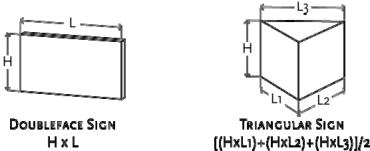 L
H
L3
H
L1
L2
DOUBLEFACE SIGN
H x L
TRIANGULAR SIGN
[(HxL1)÷(HxL2)+(HxL3)]/2